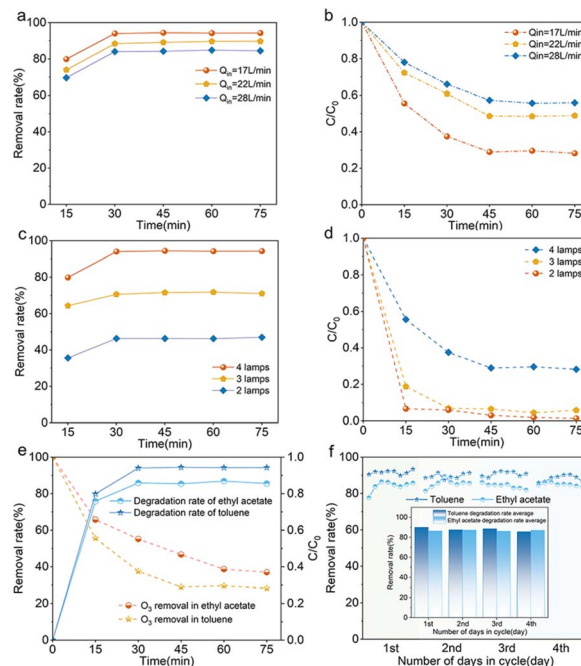 a
Removal rate(%)
100
80
60
40
20
0
Qin=17L/min
Qin=22L/min
Qin=28L/min
15 30 45 60 75
Time(min)
b
C/C0
1.0
0.8
0.6
0.4
0.2
0.0
Qin=17L/min
Qin=22L/min
Qin=28L/min
0 15 30 45 60 75
Time(min)
c
Removal rate(%)
100
80
60
40
20
0
4 lamps
3 lamps
2 lamps
15 30 45 60 75
Time(min)
d
C/C0
1.0
0.8
0.6
0.4
0.2
0.0
4 lamps
3 lamps
2 lamps
0 15 30 45 60 75
Time(min)
e
Removal rate(%)
100
80
60
40
20
0
Degradation rate of ethyl acetate
Degradation rate of toluene
O3 removal in ethyl acetate
O3 removal in toluene
1.0
0.8
0.6
0.4
0.2
0.0
C/C0
0 15 30 45 60 75
Time(min)
f
Removal rate(%)
100
80
60
40
20
0
Toluene Ethyl acetate
Toluene degradation rate average
Ethyl acetate degradation rate average
Removal rate(%)
100
80
60
40
20
0
1st 2nd 3rd 4th
Number of days in cycle(day)
1st 2nd 3rd 4th
Number of days in cycle(day)